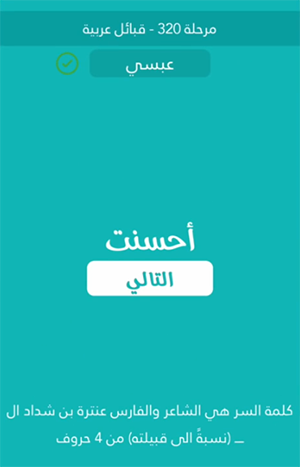 مرحلة 320 - قبائل عربية
عبسي
أحسنت
التالي
كلمة السر هي الشاعر والفارس عنترة بن شداد ال
__ (نسبةً الى قبيلته) من 4 حروف